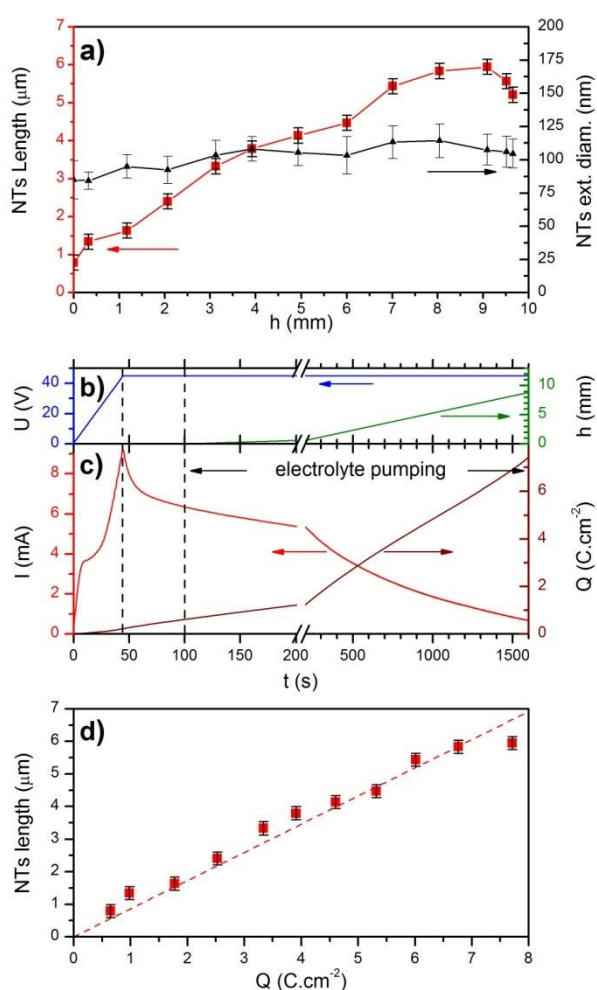 a)
NTs Length (μm)
7
6
5
4
3
2
1
0
200
175
150
125
100
75
50
25
0
NTs ext. diam. (nm)
0 1 2 3 4 5 6 7 8 9 10
h (mm)
b)
U (V)
40
20
0
10
5
0
h (mm)
c)
electrolyte pumping
I (mA)
8
6
4
2
0
6
4
2
0
Q (C.cm-2)
0 50 100 150 200 500 1000 1500
t (s)
d)
NTs length (μm)
7
6
5
4
3
2
1
0
0 1 2 3 4 5 6 7 8
Q (C.cm-2)